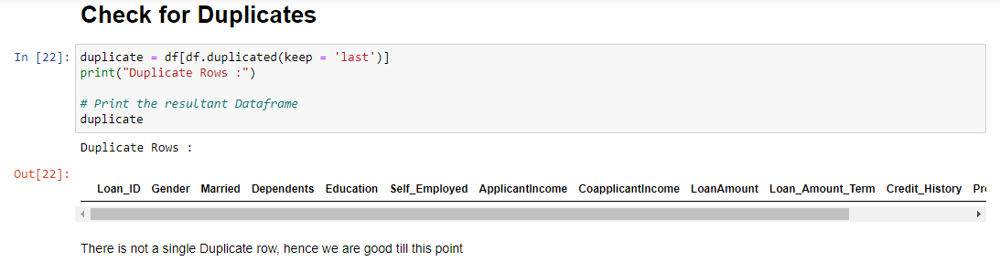 Check for Duplicates
In [22]: duplicate = df[df.duplicated(keep = 'last')]
print("Duplicate Rows :")
# Print the resultant Dataframe
duplicate
Duplicate Rows :
Out[22]:
Loan_ID Gender Married Dependents Education Self_Employed ApplicantIncome CoapplicantIncome LoanAmount Loan_Amount_Term Credit_History
There is not a single Duplicate row, hence we are good till this point